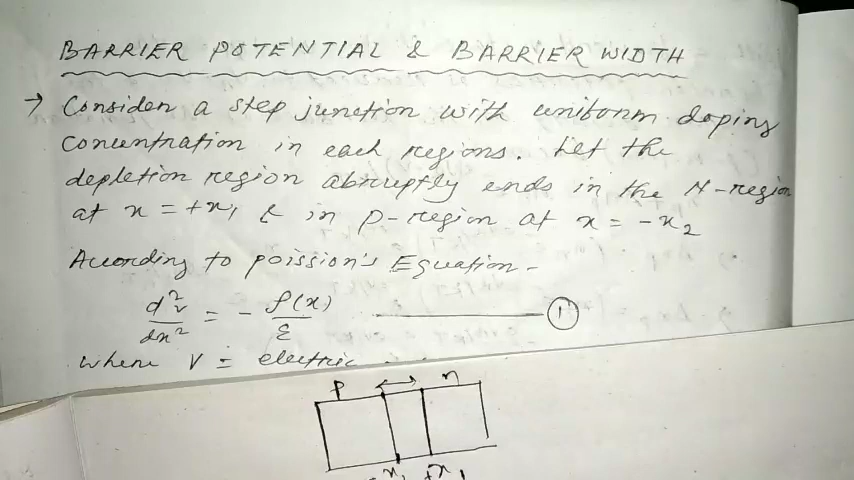 BARRIER POTENTIAL & BARRIER WIDTH
→ Consider a step junction with uniform doping
concentration in each regions. Let the
depletion region abruptly ends in the N-region
at x = +x₁ & in p-region at x = -x₂
According to poission's Equation -
d²v/dx² = - ρ(x)/ε ——— ①
where V = electric
p n
+x₁